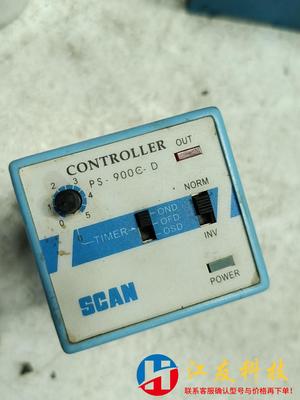 CONTROLLER
PS-900C-D
OUT
0
1
2
3
4
5
TIMER
OND
OFD
OSD
NORM
INV
POWER
SCAN
江友科技
联系客服确认型号与价格再下单!